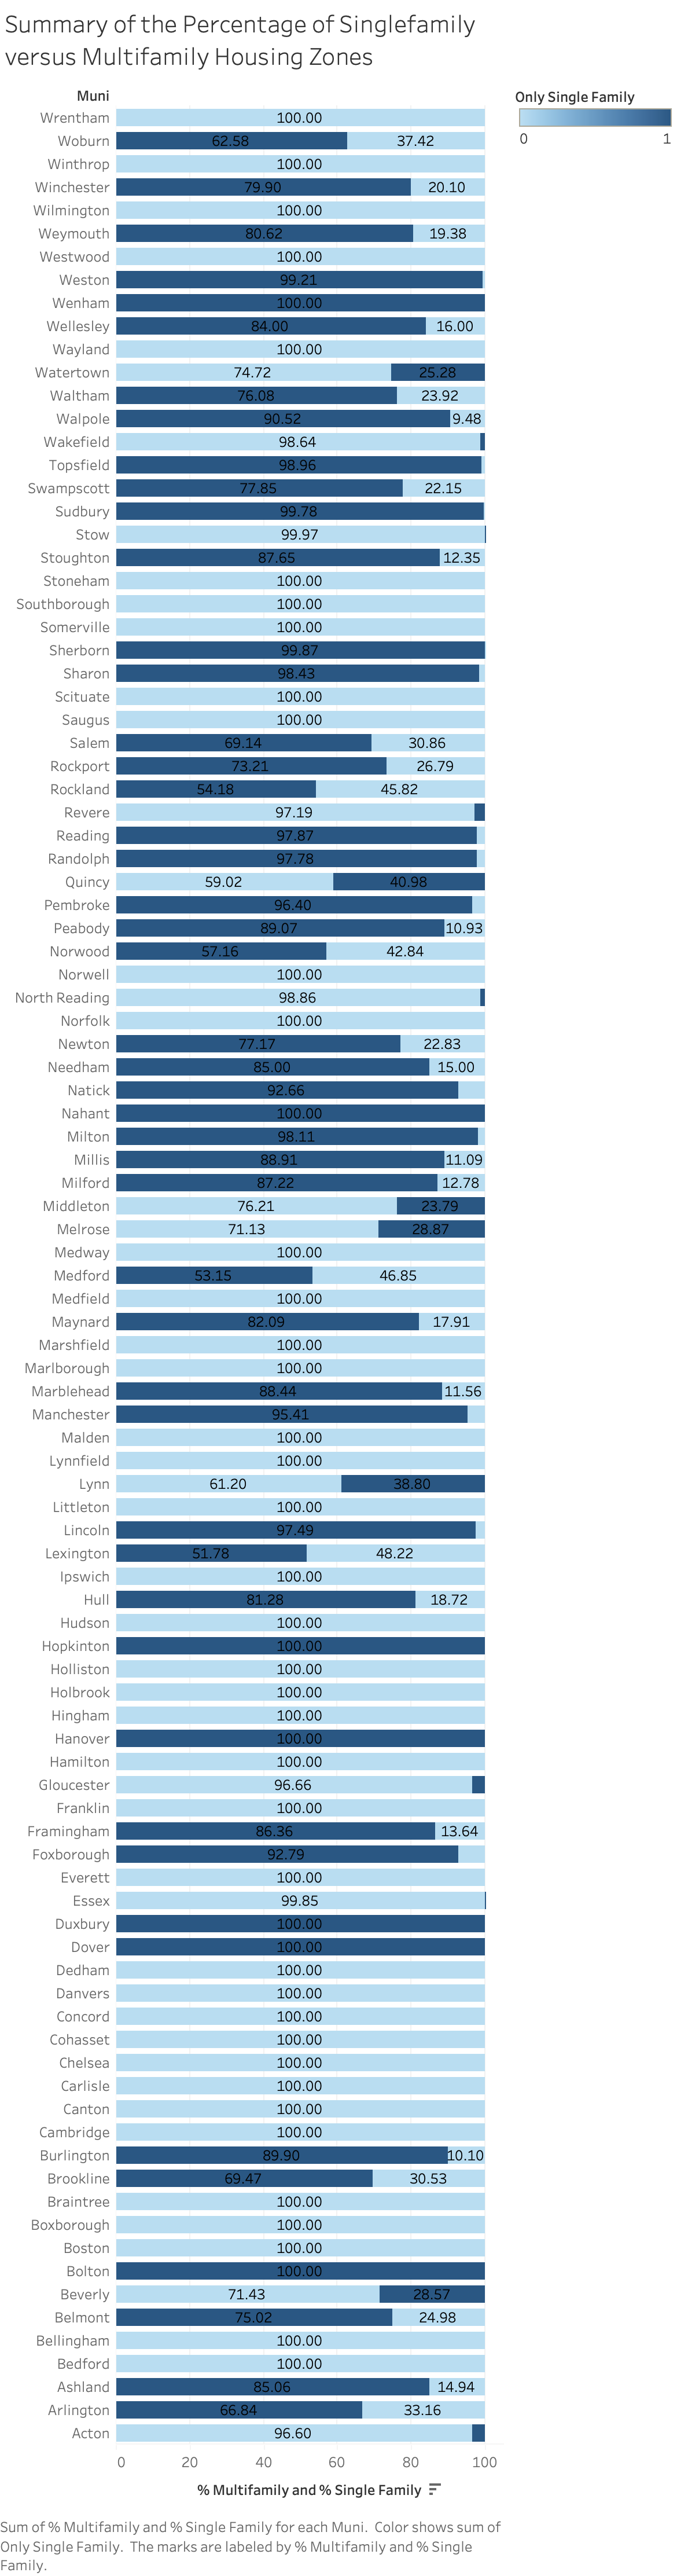 Summary of the Percentage of Singlefamily
versus Multifamily Housing Zones
Muni
Only Single Family
0 1
Wrentham 100.00
Woburn 62.58 37.42
Winthrop 100.00
Winchester 79.90 20.10
Wilmington 100.00
Weymouth 80.62 19.38
Westwood 100.00
Weston 99.21
Wenham 100.00
Wellesley 84.00 16.00
Wayland 100.00
Watertown 74.72 25.28
Waltham 76.08 23.92
Walpole 90.52 9.48
Wakefield 98.64
Topsfield 98.96
Swampscott 77.85 22.15
Sudbury 99.78
Stow 99.97
Stoughton 87.65 12.35
Stoneham 100.00
Southborough 100.00
Somerville 100.00
Sherborn 99.87
Sharon 98.43
Scituate 100.00
Saugus 100.00
Salem 69.14 30.86
Rockport 73.21 26.79
Rockland 54.18 45.82
Revere 97.19
Reading 97.87
Randolph 97.78
Quincy 59.02 40.98
Pembroke 96.40
Peabody 89.07 10.93
Norwood 57.16 42.84
Norwell 100.00
North Reading 98.86
Norfolk 100.00
Newton 77.17 22.83
Needham 85.00 15.00
Natick 92.66
Nahant 100.00
Milton 98.11
Millis 88.91 11.09
Milford 87.22 12.78
Middleton 76.21 23.79
Melrose 71.13 28.87
Medway 100.00
Medford 53.15 46.85
Medfield 100.00
Maynard 82.09 17.91
Marshfield 100.00
Marlborough 100.00
Marblehead 88.44 11.56
Manchester 95.41
Malden 100.00
Lynnfield 100.00
Lynn 61.20 38.80
Littleton 100.00
Lincoln 97.49
Lexington 51.78 48.22
Ipswich 100.00
Hull 81.28 18.72
Hudson 100.00
Hopkinton 100.00
Holliston 100.00
Holbrook 100.00
Hingham 100.00
Hanover 100.00
Hamilton 100.00
Gloucester 96.66
Franklin 100.00
Framingham 86.36 13.64
Foxborough 92.79
Everett 100.00
Essex 99.85
Duxbury 100.00
Dover 100.00
Dedham 100.00
Danvers 100.00
Concord 100.00
Cohasset 100.00
Chelsea 100.00
Carlisle 100.00
Canton 100.00
Cambridge 100.00
Burlington 89.90 10.10
Brookline 69.47 30.53
Braintree 100.00
Boxborough 100.00
Boston 100.00
Bolton 100.00
Beverly 71.43 28.57
Belmont 75.02 24.98
Bellingham 100.00
Bedford 100.00
Ashland 85.06 14.94
Arlington 66.84 33.16
Acton 96.60
0 20 40 60 80 100
% Multifamily and % Single Family
Sum of % Multifamily and % Single Family for each Muni. Color shows sum of
Only Single Family. The marks are labeled by % Multifamily and % Single
Family.